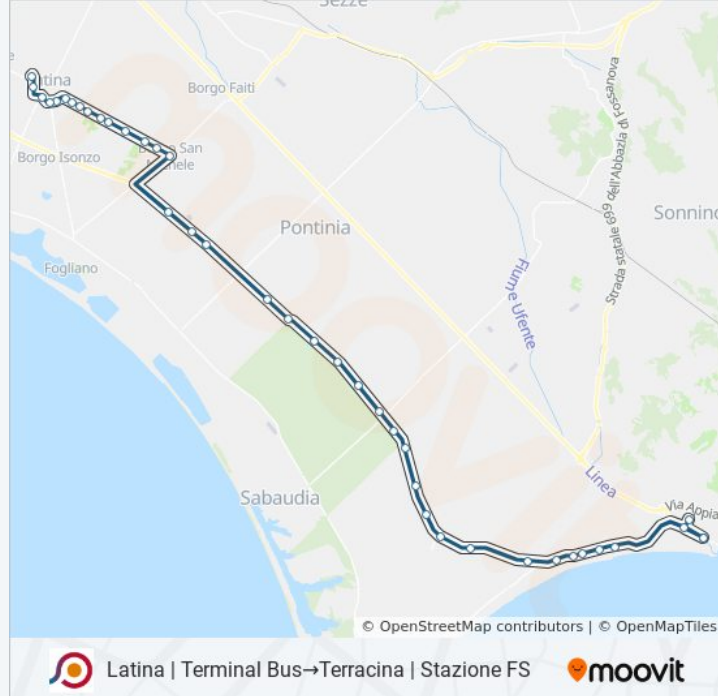 Sezze
Latina
Borgo Faiti
Borgo San
Michele
Borgo Isonzo
Strada statale 699 dell'Abbazia di Fossanova
Sonnino
Pontinia
Fogliano
Fiume Ufente
Sabaudia
Linea
Via Appia
© OpenStreetMap contributors | © OpenMapTiles
Latina | Terminal Bus→Terracina | Stazione FS
moovit